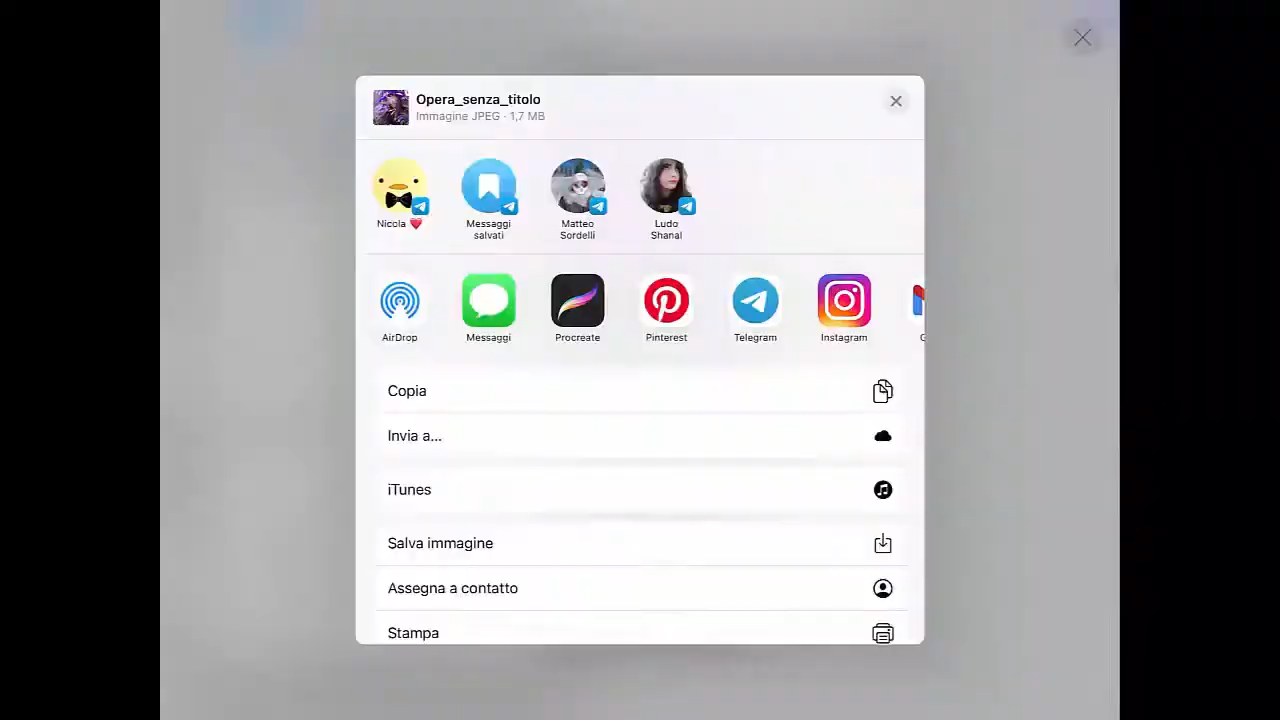 Opera_senza_titolo
Immagine JPEG · 1,7 MB
Nicola ❤️
Messaggi
salvati
Matteo
Sordelli
Ludo
Shanal
AirDrop
Messaggi
Procreate
Pinterest
Telegram
Instagram
Copia
Invia a...
iTunes
Salva immagine
Assegna a contatto
Stampa